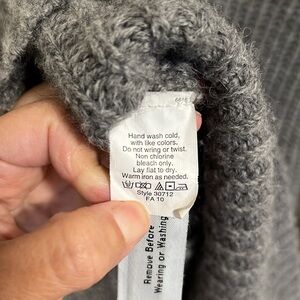 Hand wash cold,
with like colors.
Do not wring or twist.
Non chlorine
bleach only.
Lay flat to dry.
Warm iron as needed.
Style 30712
FA 10
Remove Before
Wearing or Washing